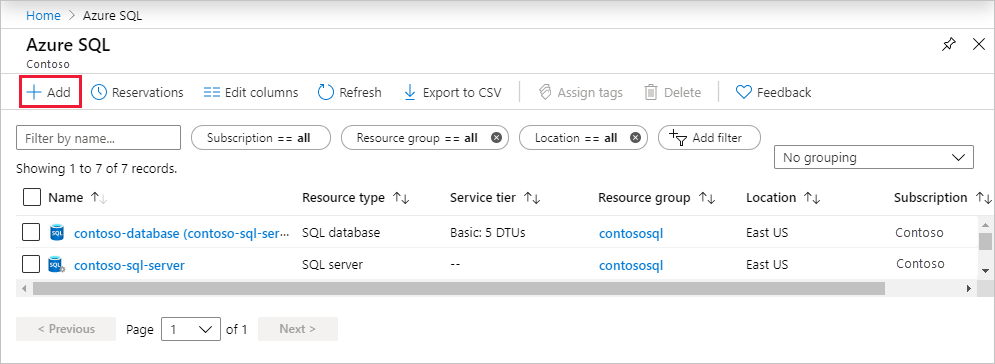 Home > Azure SQL
Azure SQL
Contoso
+ Add Reservations Edit columns Refresh Export to CSV Assign tags Delete Feedback
Filter by name... Subscription == all Resource group == all Location == all Add filter
No grouping
Showing 1 to 7 of 7 records.
Name Resource type Service tier Resource group Location Subscription
SQL contoso-database (contoso-sql-ser... SQL database Basic: 5 DTUs contososql East US Contoso
SQL contoso-sql-server SQL server -- contososql East US Contoso
< Previous Page 1 of 1 Next >